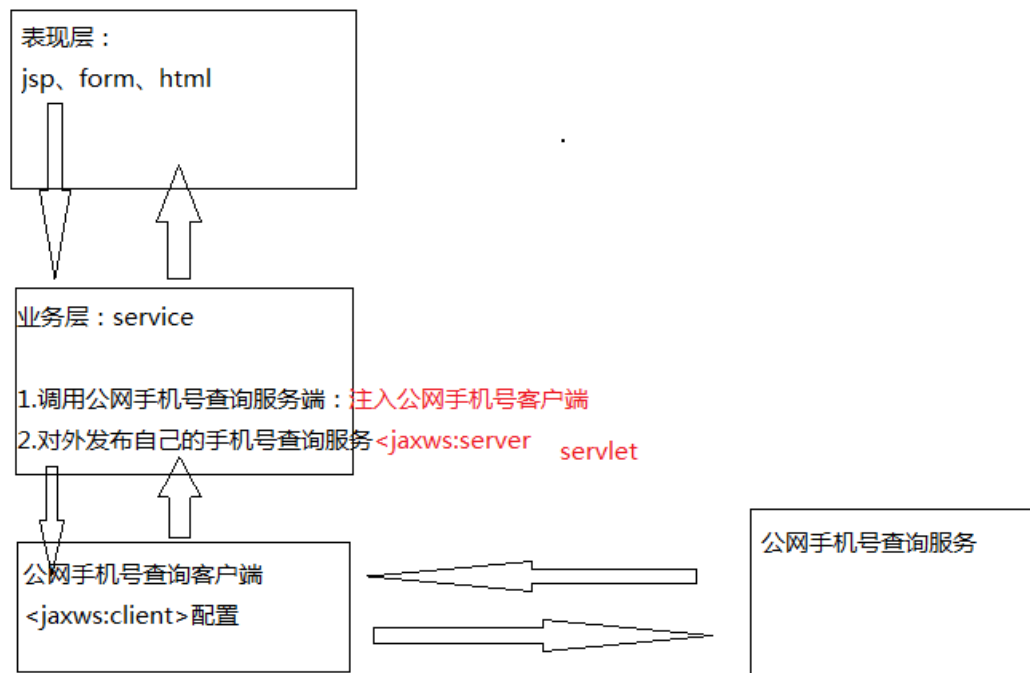 表现层：
jsp、form、html
业务层：service
1.调用公网手机号查询服务端：注入公网手机号客户端
2.对外发布自己的手机号查询服务<jaxws:server
servlet
公网手机号查询客户端
<jaxws:client>配置
公网手机号查询服务